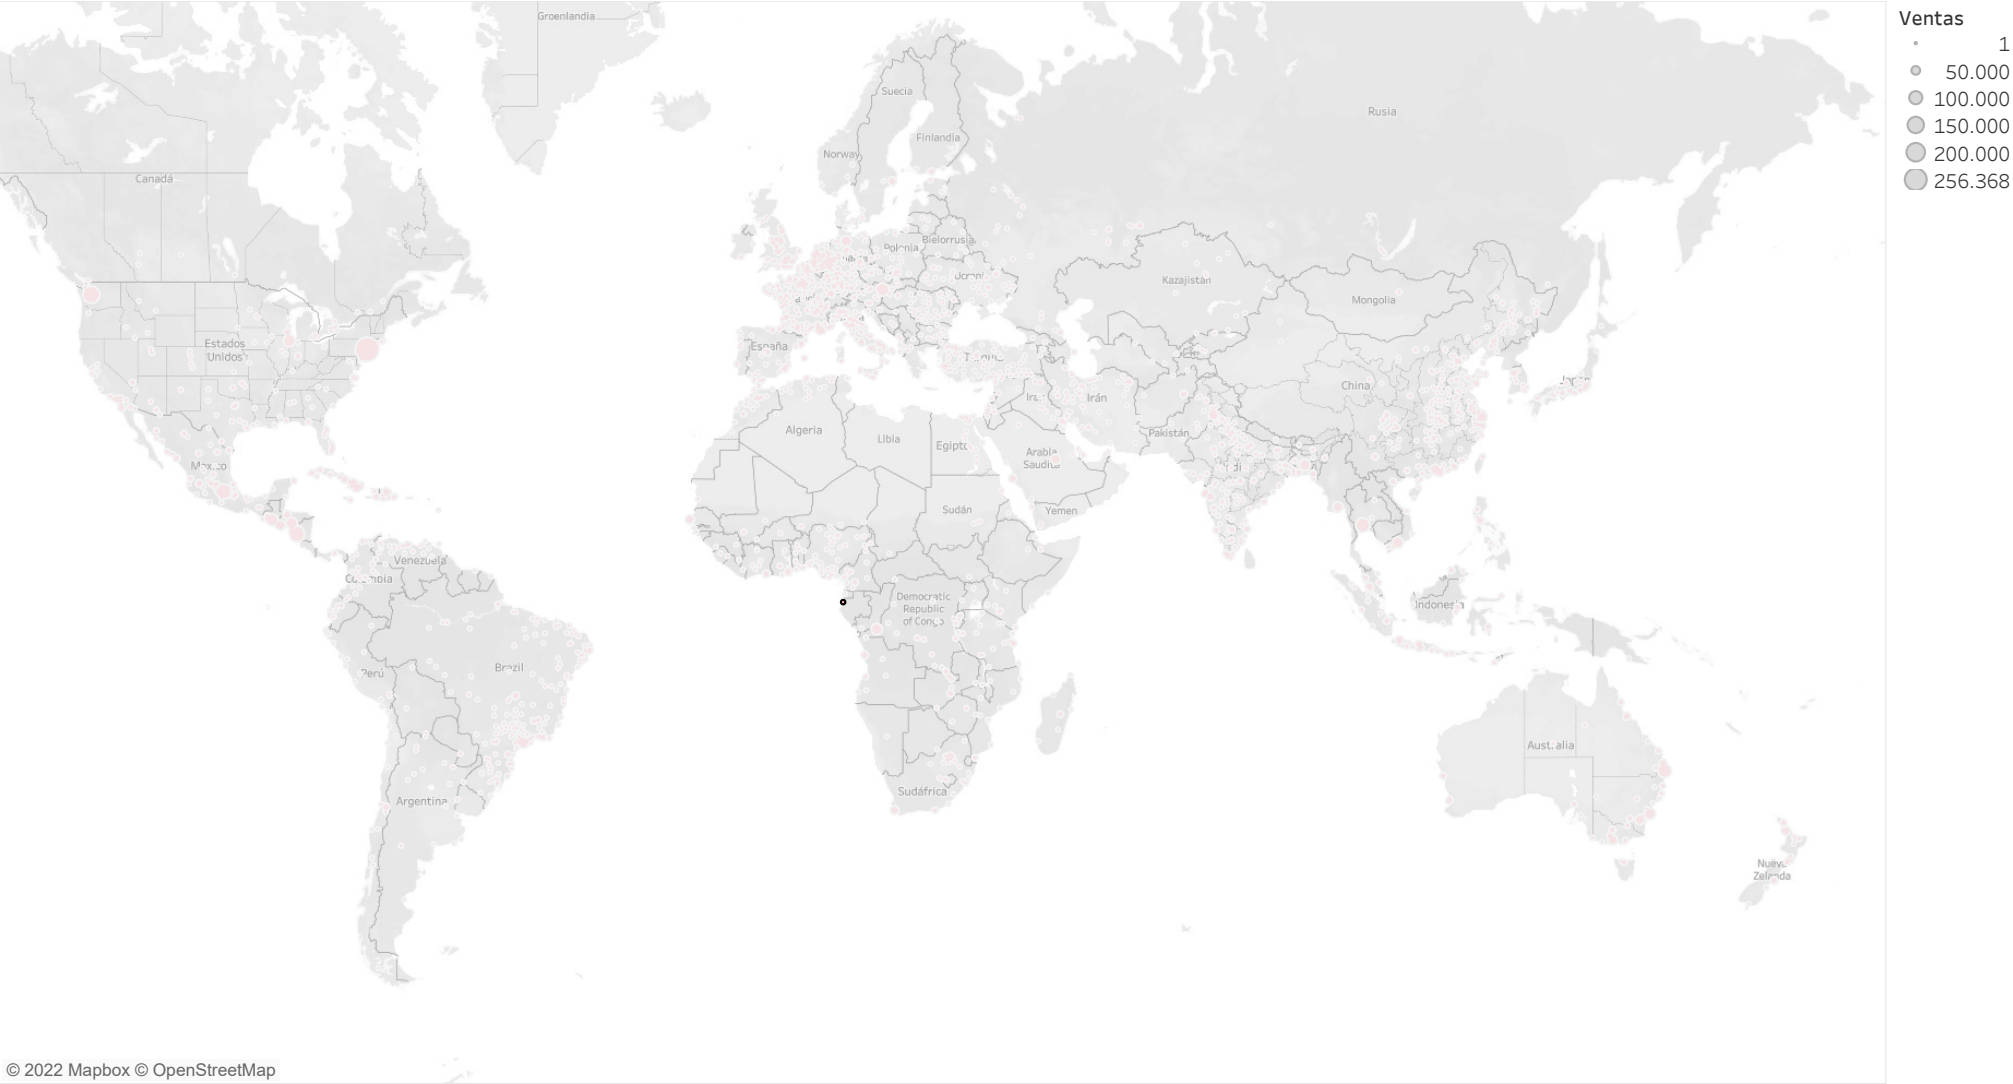 Groenlandia
Suecia
Finlandia
Norway
Rusia
Canadá
Polonia
Bielorrusia
Kazajistán
Mongolia
Estados
Unidos
España
China
Irán
Algeria
Libia
Egipto
Arabia
Saudita
Pakistán
Sudán
Yemen
Venezuela
Colombia
Democratic
Republic
of Congo
Indonesia
Brazil
Perú
Australia
Argentina
Sudáfrica
Nueva
Zelanda
Ventas
1
50.000
100.000
150.000
200.000
256.368
© 2022 Mapbox © OpenStreetMap